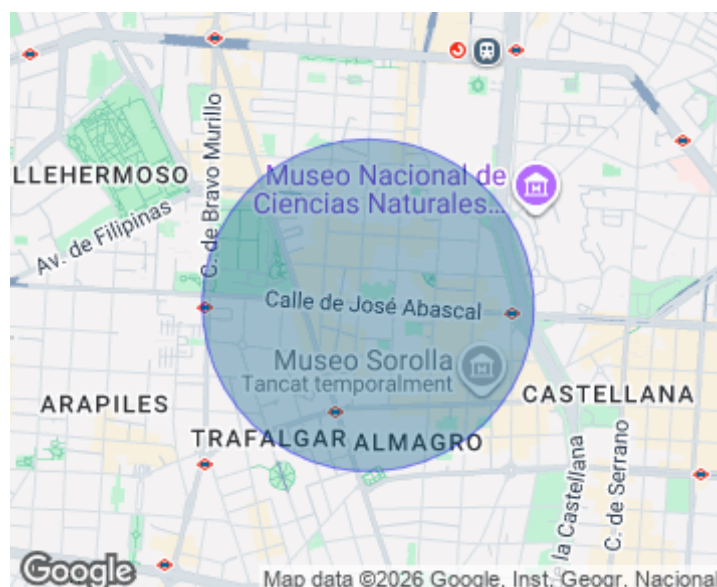 Museo Nacional de
Ciencias Naturales...
LLEHERMOSO
C. de Bravo Murillo
Av. de Filipinas
Calle de José Abascal
Museo Sorolla
Tancat temporalment
CASTELLANA
ARAPILES
TRAFALGAR
ALMAGRO
la Castellana
C. de Serrano
Google
Map data ©2026 Google, Inst. Geogr. Nacional